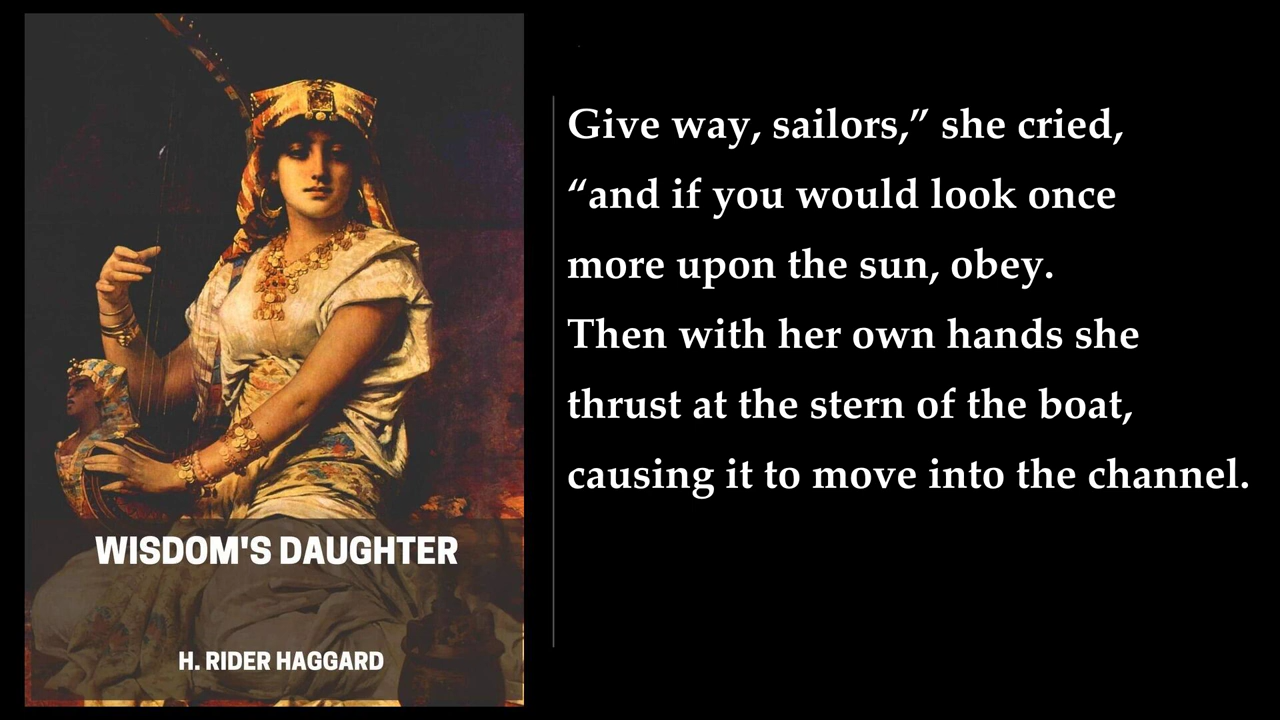 WISDOM'S DAUGHTER
H. RIDER HAGGARD
Give way, sailors,” she cried,
“and if you would look once
more upon the sun, obey.
Then with her own hands she
thrust at the stern of the boat,
causing it to move into the channel.